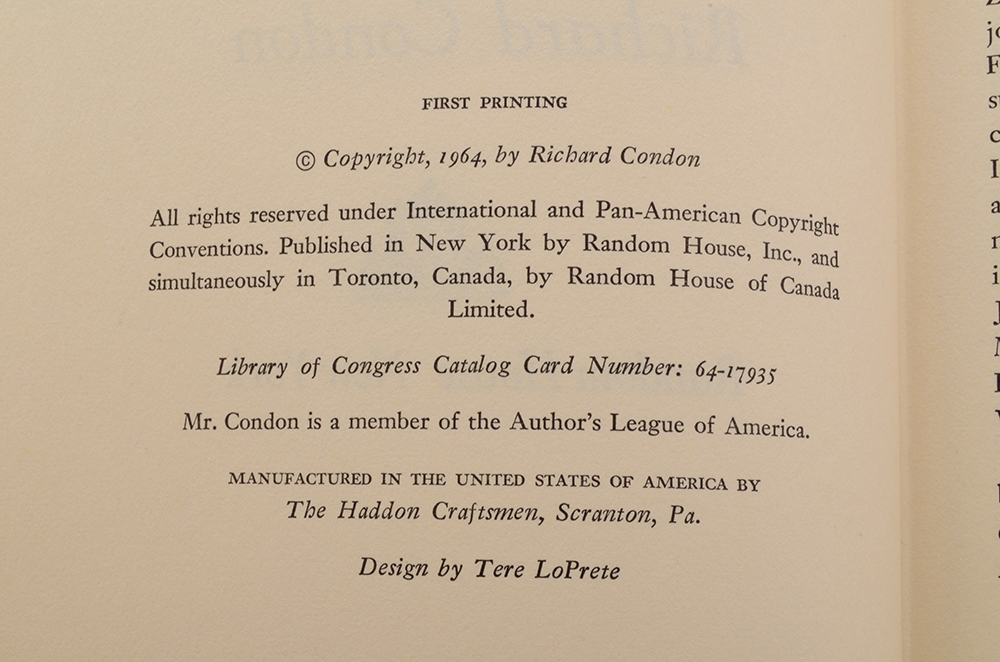 FIRST PRINTING
© Copyright, 1964, by Richard Condon
All rights reserved under International and Pan-American Copyright
Conventions. Published in New York by Random House, Inc., and
simultaneously in Toronto, Canada, by Random House of Canada
Limited.
Library of Congress Catalog Card Number: 64-17935
Mr. Condon is a member of the Author's League of America.
MANUFACTURED IN THE UNITED STATES OF AMERICA BY
The Haddon Craftsmen, Scranton, Pa.
Design by Tere LoPrete